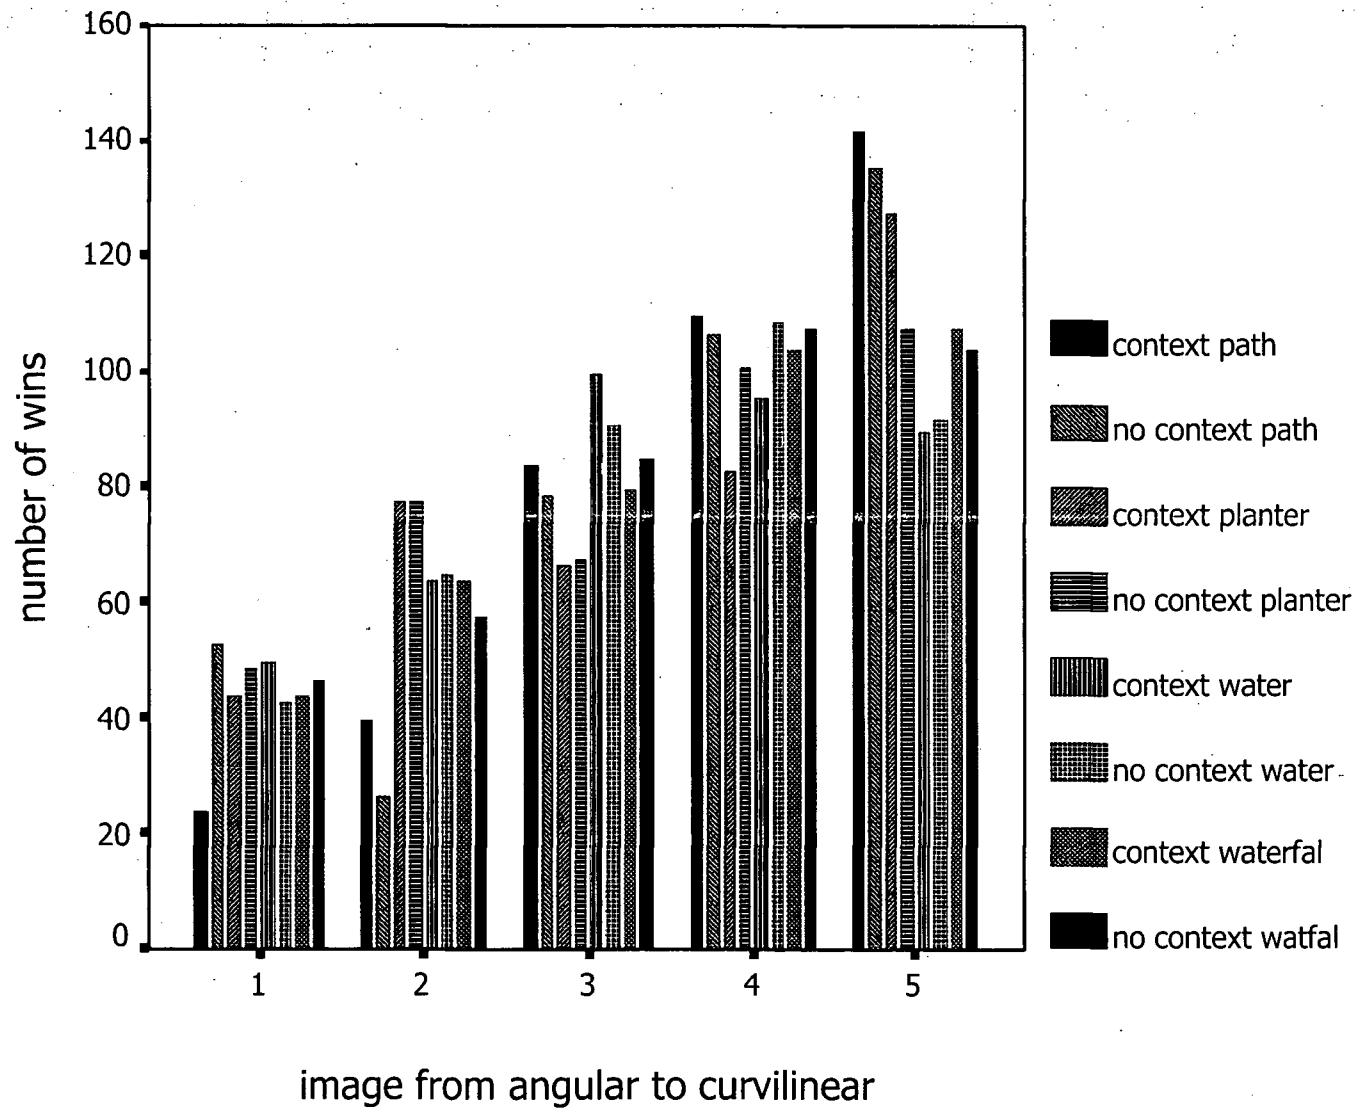 160
140
120
100
80
60
40
20
0
number of wins
1 2 3 4 5
image from angular to curvilinear
context path
no context path
context planter
no context planter
context water
no context water
context waterfal
no context watfal